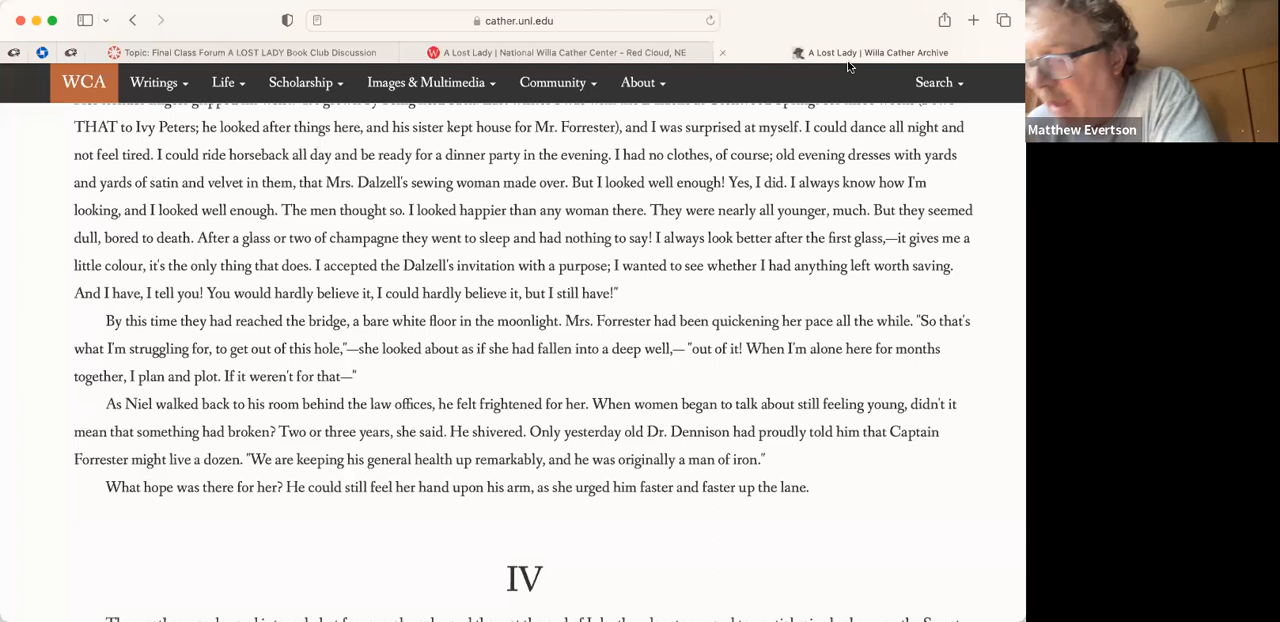 cather.unl.edu
Topic: Final Class Forum A LOST LADY Book Club Discussion
A Lost Lady | National Willa Cather Center - Red Cloud, NE
A Lost Lady | Willa Cather Archive
WCA Writings Life Scholarship Images & Multimedia Community About Search
THAT to Ivy Peters; he looked after things here, and his sister kept house for Mr. Forrester), and I was surprised at myself. I could dance all night and
not feel tired. I could ride horseback all day and be ready for a dinner party in the evening. I had no clothes, of course; old evening dresses with yards
and yards of satin and velvet in them, that Mrs. Dalzell's sewing woman made over. But I looked well enough! Yes, I did. I always know how I'm
looking, and I looked well enough. The men thought so. I looked happier than any woman there. They were nearly all younger, much. But they seemed
dull, bored to death. After a glass or two of champagne they went to sleep and had nothing to say! I always look better after the first glass,—it gives me a
little colour, it's the only thing that does. I accepted the Dalzell's invitation with a purpose; I wanted to see whether I had anything left worth saving.
And I have, I tell you! You would hardly believe it, I could hardly believe it, but I still have!"
By this time they had reached the bridge, a bare white floor in the moonlight. Mrs. Forrester had been quickening her pace all the while. "So that's
what I'm struggling for, to get out of this hole,"—she looked about as if she had fallen into a deep well,— "out of it! When I'm alone here for months
together, I plan and plot. If it weren't for that—"
As Niel walked back to his room behind the law offices, he felt frightened for her. When women began to talk about still feeling young, didn't it
mean that something had broken? Two or three years, she said. He shivered. Only yesterday old Dr. Dennison had proudly told him that Captain
Forrester might live a dozen. "We are keeping his general health up remarkably, and he was originally a man of iron."
What hope was there for her? He could still feel her hand upon his arm, as she urged him faster and faster up the lane.
IV
Matthew Evertson